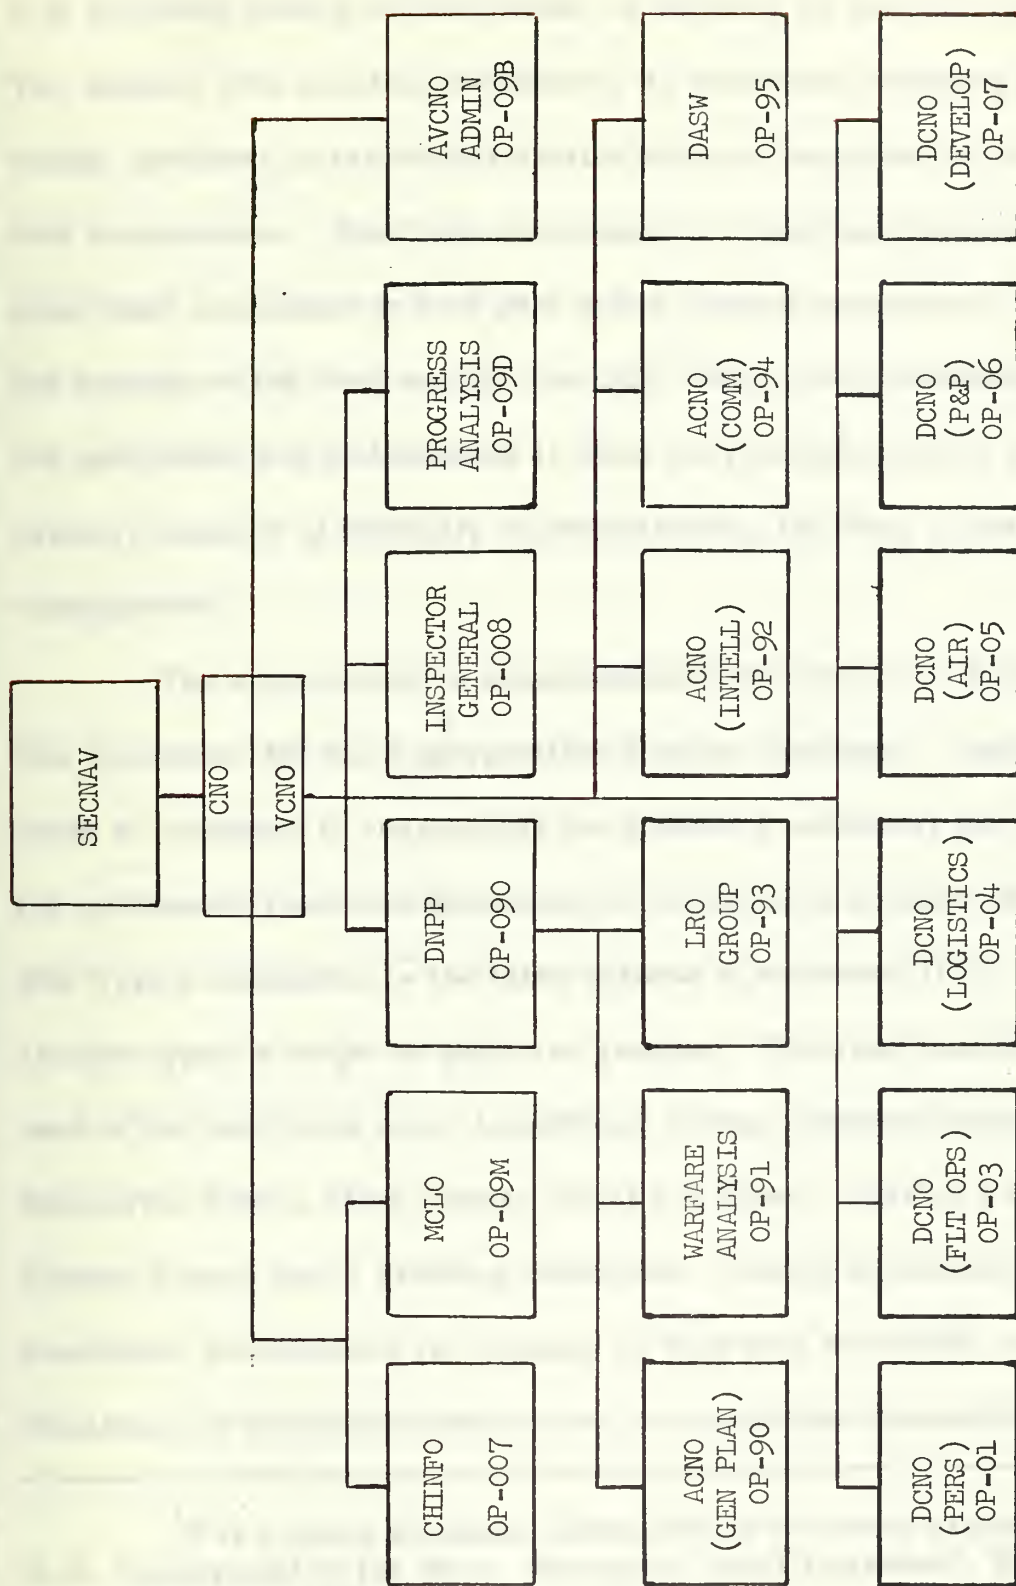 SECNAV
CNO
VCNO
CHINFO
OP-007
MCLO
OP-09M
DNPP
OP-090
INSPECTOR
GENERAL
OP-008
PROGRESS
ANALYSIS
OP-09D
AVCNO
ADMIN
OP-09B
ACNO
(GEN PLAN)
OP-90
WARFARE
ANALYSIS
OP-91
LRO
GROUP
OP-93
ACNO
(INTELL)
OP-92
ACNO
(COMM)
OP-94
DASW
OP-95
DCNO
(PERS)
OP-01
DCNO
(FLT OPS)
OP-03
DCNO
(LOGISTICS)
OP-04
DCNO
(AIR)
OP-05
DCNO
(P&P)
OP-06
DCNO
(DEVELOP)
OP-07